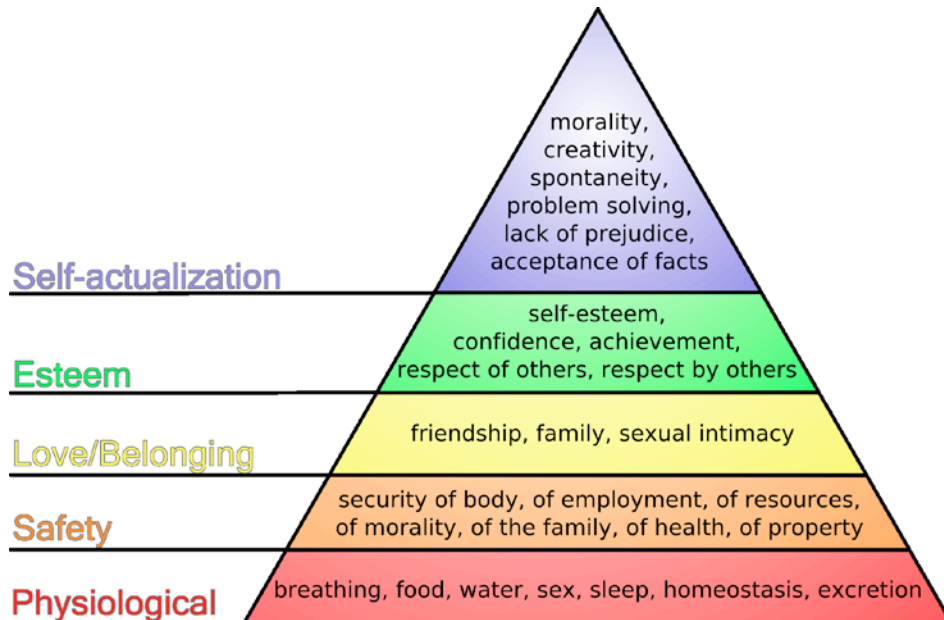 morality,
creativity,
spontaneity,
problem solving,
lack of prejudice,
acceptance of facts
Self-actualization
self-esteem,
confidence, achievement,
respect of others, respect by others
Esteem
friendship, family, sexual intimacy
Love/Belonging
security of body, of employment, of resources,
of morality, of the family, of health, of property
Safety
breathing, food, water, sex, sleep, homeostasis, excretion
Physiological